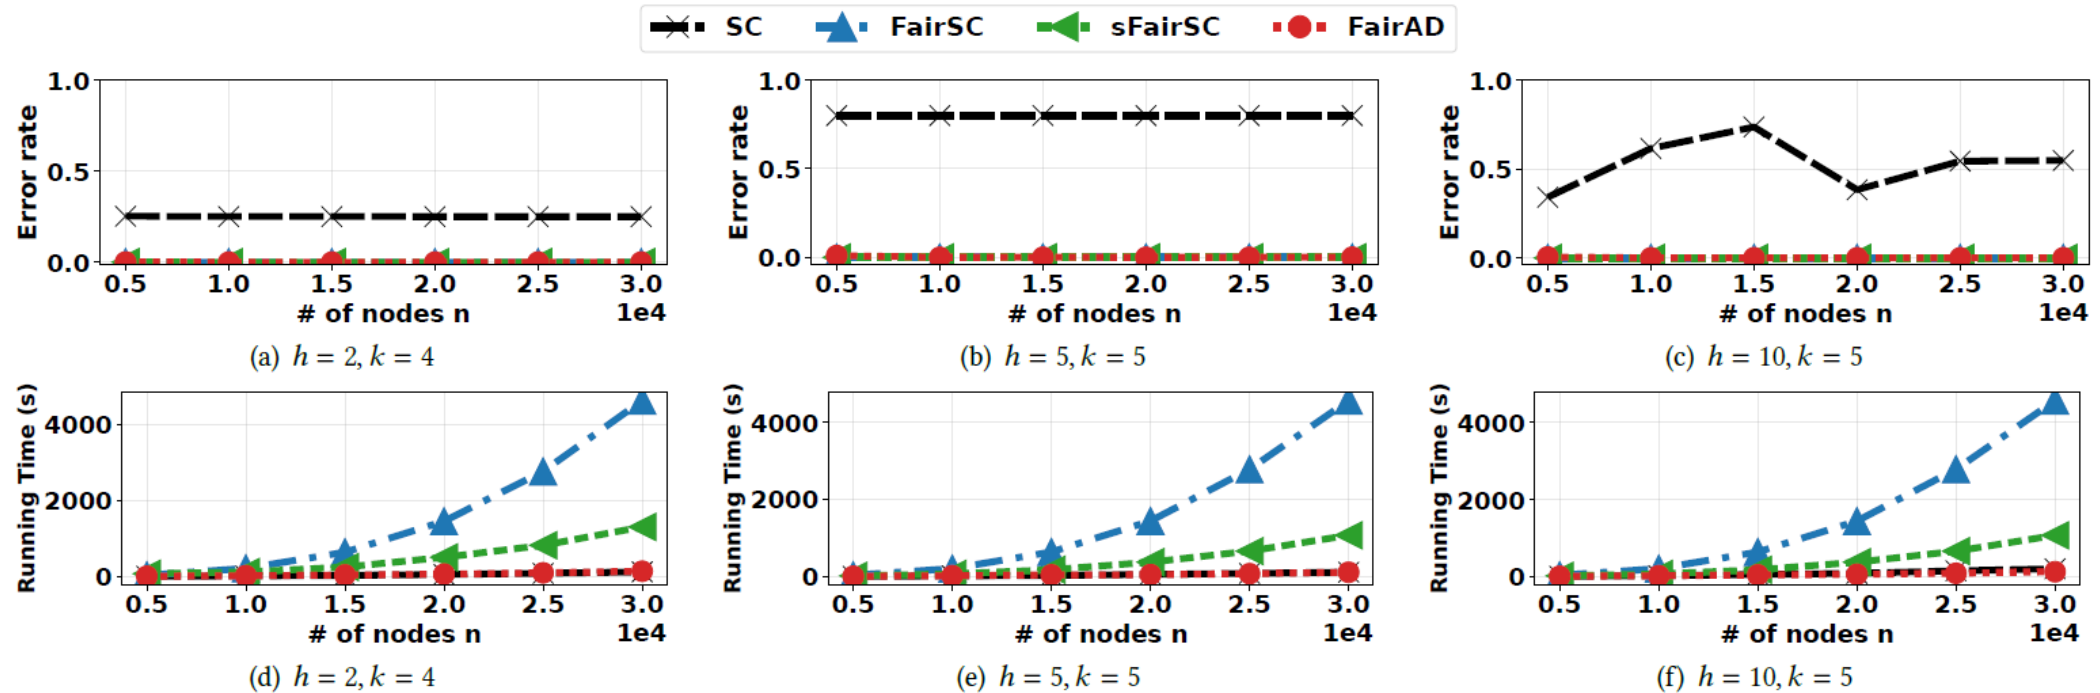 SC FairSC sFairSC FairAD
Error rate
1.0
0.5
0.0
0.5 1.0 1.5 2.0 2.5 3.0
1e4
# of nodes n
(a) h = 2, k = 4
Error rate
1.0
0.5
0.0
0.5 1.0 1.5 2.0 2.5 3.0
1e4
# of nodes n
(b) h = 5, k = 5
Error rate
1.0
0.5
0.0
0.5 1.0 1.5 2.0 2.5 3.0
1e4
# of nodes n
(c) h = 10, k = 5
Running Time (s)
4000
2000
0
0.5 1.0 1.5 2.0 2.5 3.0
1e4
# of nodes n
(d) h = 2, k = 4
Running Time (s)
4000
2000
0
0.5 1.0 1.5 2.0 2.5 3.0
1e4
# of nodes n
(e) h = 5, k = 5
Running Time (s)
4000
2000
0
0.5 1.0 1.5 2.0 2.5 3.0
1e4
# of nodes n
(f) h = 10, k = 5